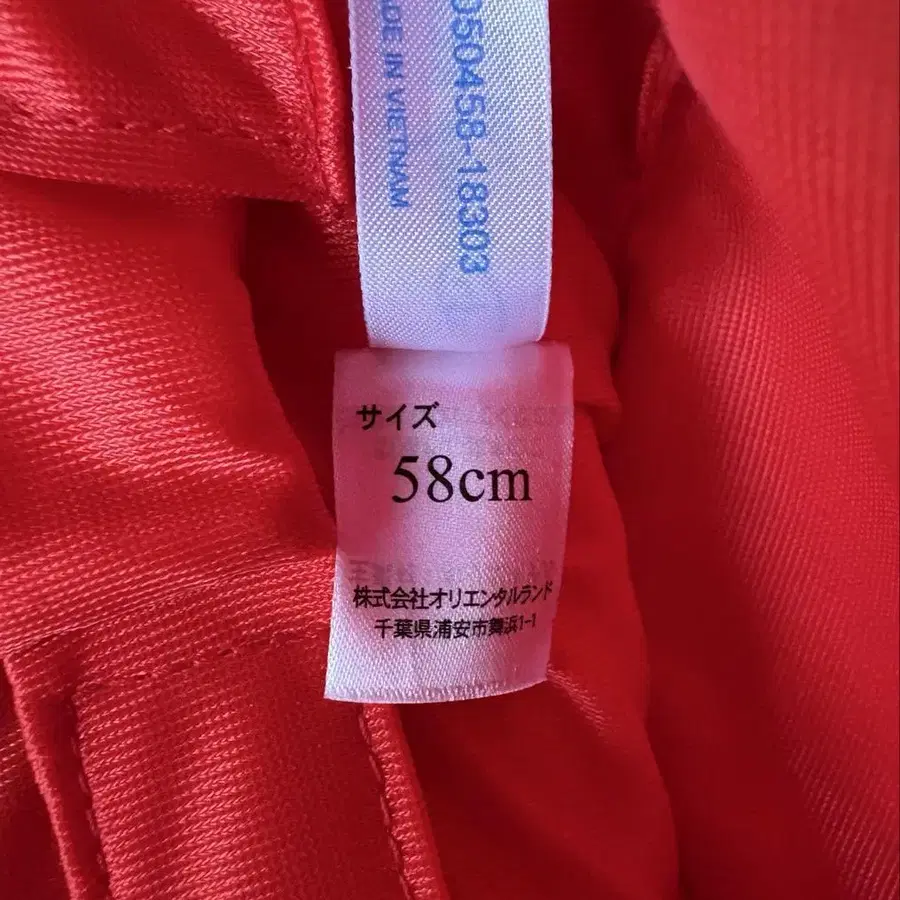 050458-18303
MADE IN VIETNAM
サイズ
58cm
株式会社オリエンタルランド
千葉県浦安市舞浜1-1